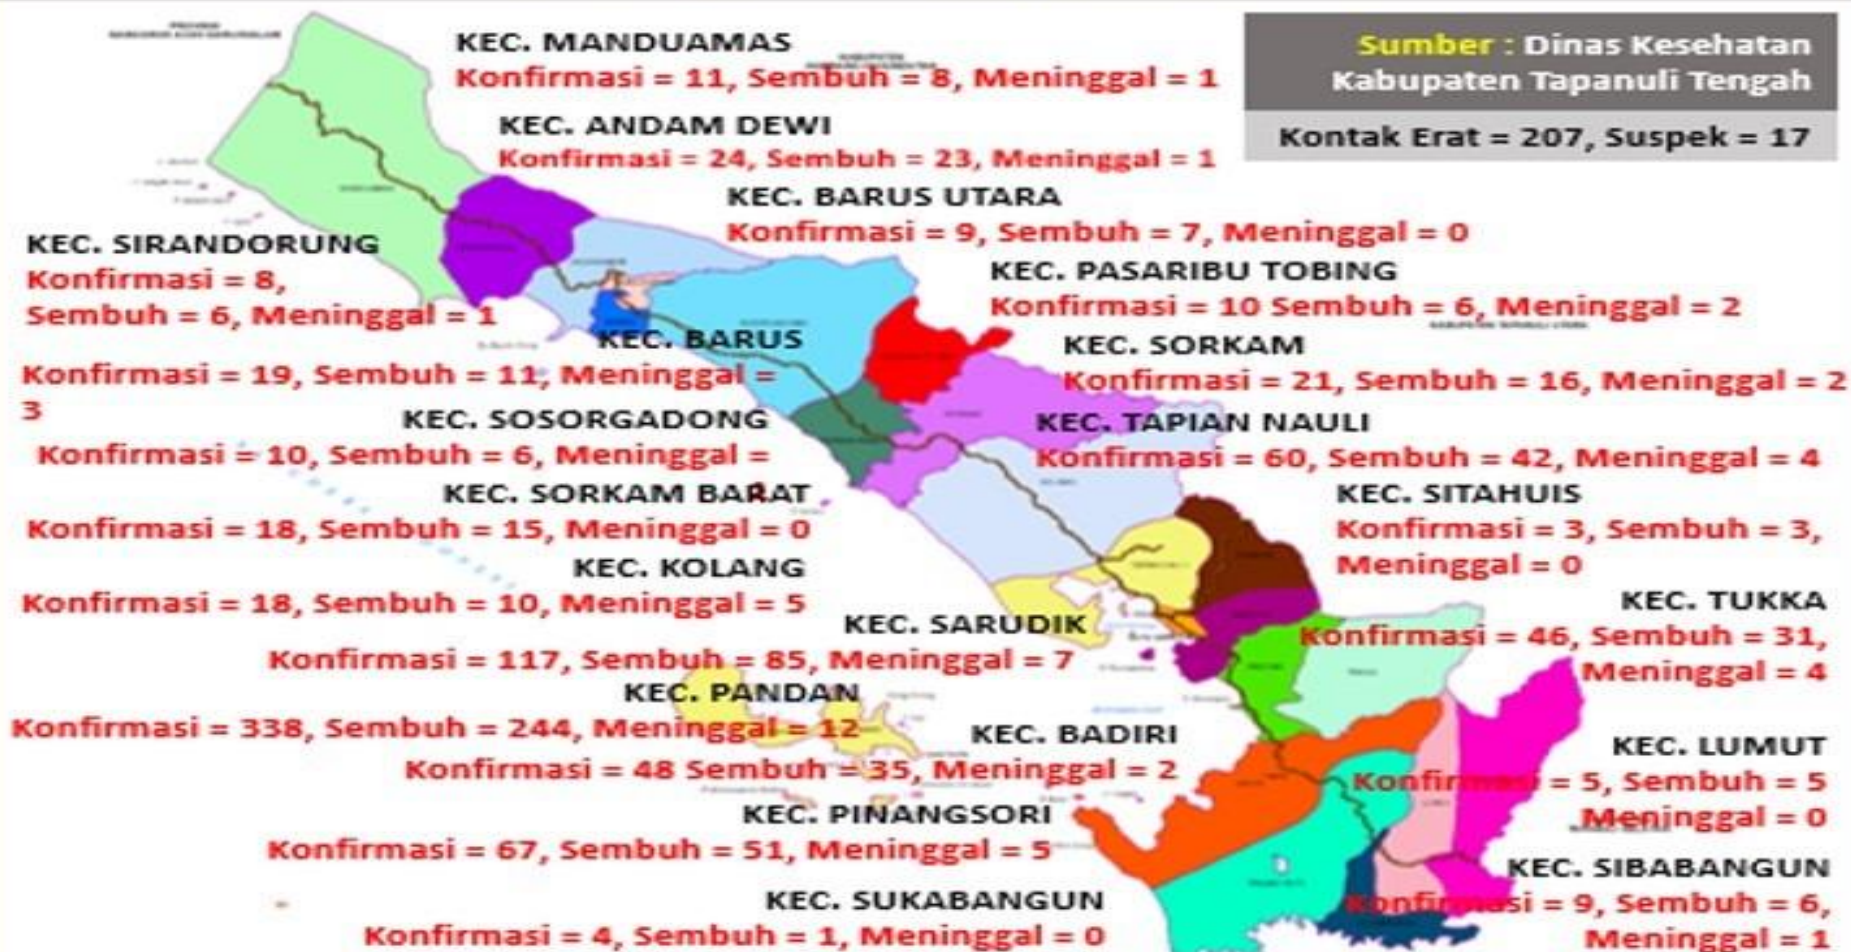 KEC. MANDUAMAS
Konfirmasi = 11, Sembuh = 8, Meninggal = 1
Sumber : Dinas Kesehatan
Kabupaten Tapanuli Tengah
Kontak Erat = 207, Suspek = 17
KEC. ANDAM DEWI
Konfirmasi = 24, Sembuh = 23, Meninggal = 1
KEC. BARUS UTARA
Konfirmasi = 9, Sembuh = 7, Meninggal = 0
KEC. SIRANDORUNG
Konfirmasi = 8,
Sembuh = 6, Meninggal = 1
KEC. PASARIBU TOBING
Konfirmasi = 10 Sembuh = 6, Meninggal = 2
KEC. BARUS
Konfirmasi = 19, Sembuh = 11, Meninggal =
3
KEC. SORKAM
Konfirmasi = 21, Sembuh = 16, Meninggal = 2
KEC. SOSORGADONG
Konfirmasi = 10, Sembuh = 6, Meninggal =
KEC. TAPIAN NAULI
Konfirmasi = 60, Sembuh = 42, Meninggal = 4
KEC. SORKAM BARAT
Konfirmasi = 18, Sembuh = 15, Meninggal = 0
KEC. SITAHUIS
Konfirmasi = 3, Sembuh = 3,
Meninggal = 0
KEC. KOLANG
Konfirmasi = 18, Sembuh = 10, Meninggal = 5
KEC. TUKKA
Konfirmasi = 46, Sembuh = 31,
Meninggal = 4
KEC. SARUDIK
Konfirmasi = 117, Sembuh = 85, Meninggal = 7
KEC. PANDAN
Konfirmasi = 338, Sembuh = 244, Meninggal = 12
KEC. BADIRI
Konfirmasi = 48 Sembuh = 35, Meninggal = 2
KEC. LUMUT
Konfirmasi = 5, Sembuh = 5
Meninggal = 0
KEC. PINANGSORI
Konfirmasi = 67, Sembuh = 51, Meninggal = 5
KEC. SIBABANGUN
Konfirmasi = 9, Sembuh = 6,
Meninggal = 1
KEC. SUKABANGUN
Konfirmasi = 4, Sembuh = 1, Meninggal = 0